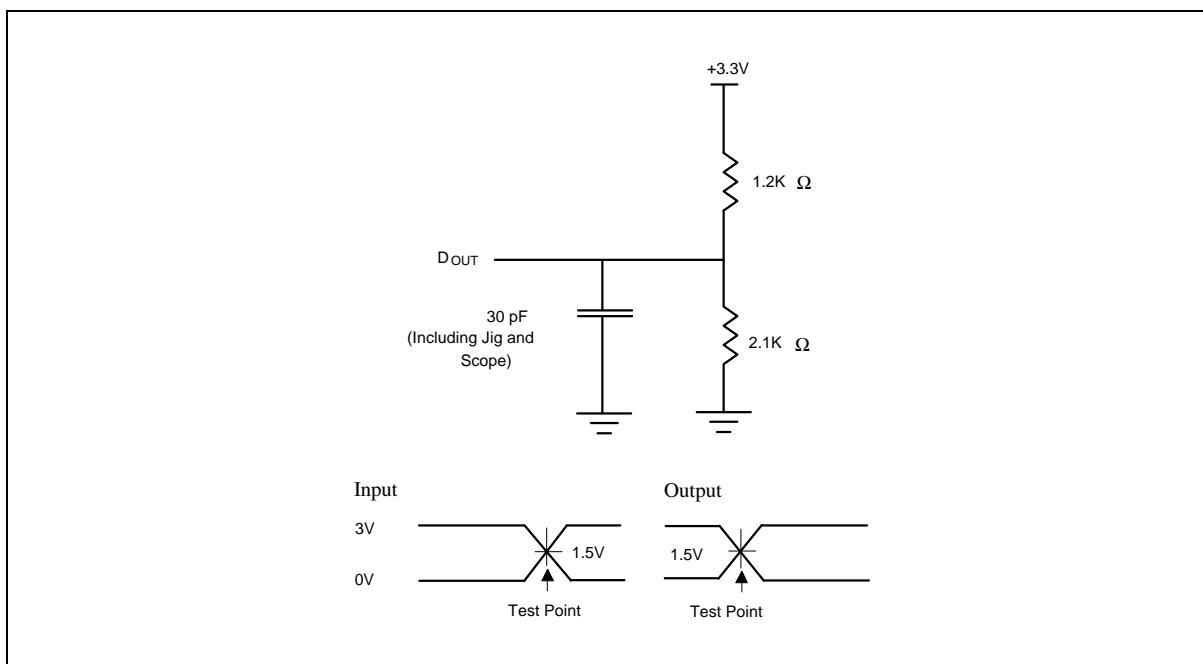 +3.3V
1.2K Ω
DOUT
30 pF
(Including Jig and
Scope)
2.1K Ω
Input
Output
3V
1.5V
1.5V
0V
Test Point
Test Point